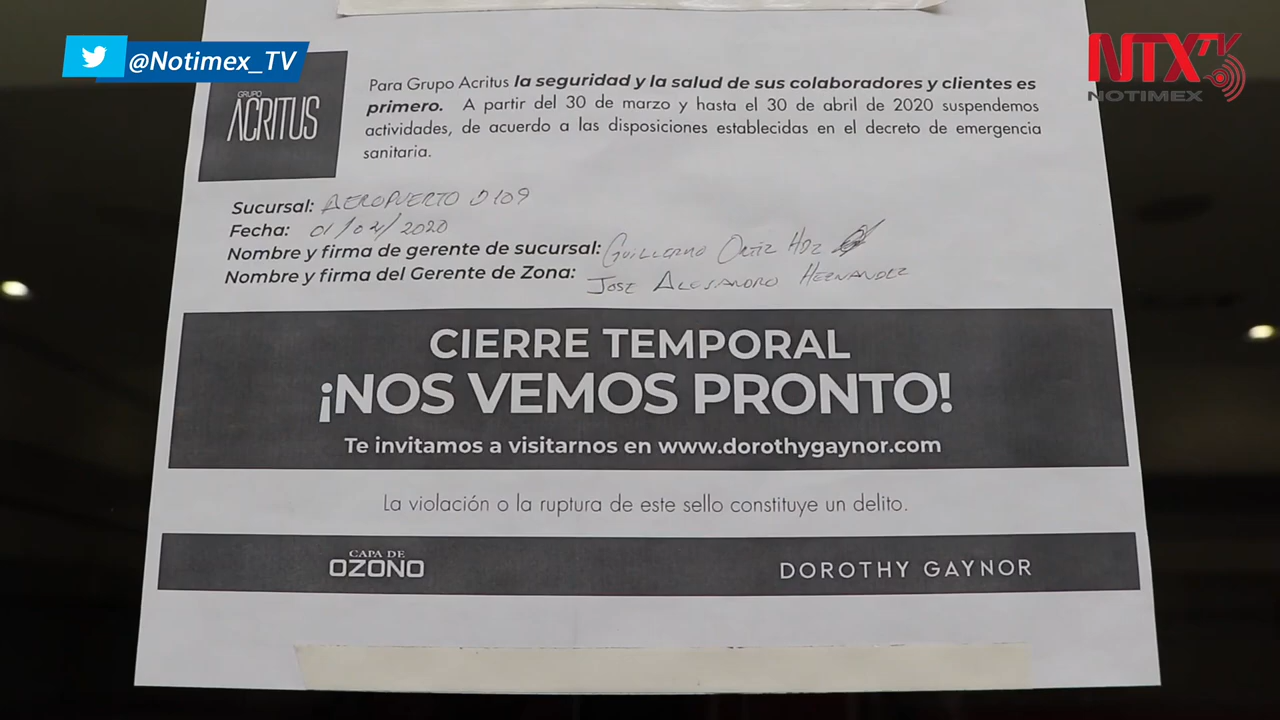 @Notimex_TV
NTXTV
NOTIMEX
GRUPO
ACRITUS
Para Grupo Acritus la seguridad y la salud de sus colaboradores y clientes es
primero. A partir del 30 de marzo y hasta el 30 de abril de 2020 suspendemos
actividades, de acuerdo a las disposiciones establecidas en el decreto de emergencia
sanitaria.
Sucursal: AEROPUERTO D109
Fecha: 01/04/2020
Nombre y firma de gerente de sucursal: GUILLERMO ORTIZ HDZ
Nombre y firma del Gerente de Zona: JOSE ALEJANDRO HERNANDEZ
CIERRE TEMPORAL
¡NOS VEMOS PRONTO!
Te invitamos a visitarnos en www.dorothygaynor.com
La violación o la ruptura de este sello constituye un delito.
CAPA DE
OZONO
DOROTHY GAYNOR